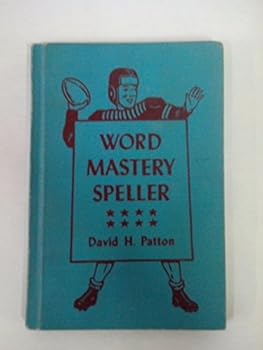 WORD
MASTERY
SPELLER
★★★★
★★★★
David H. Patton